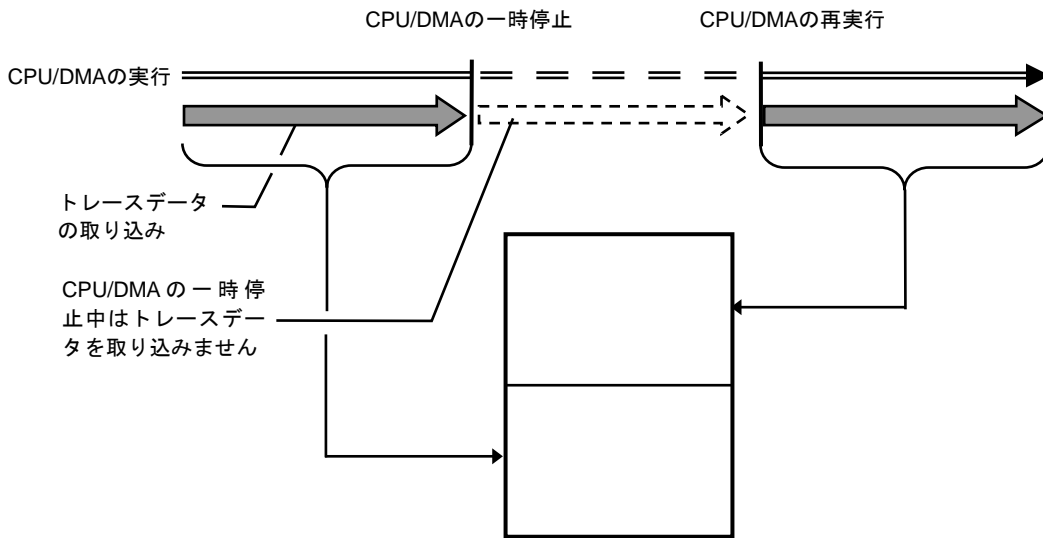 CPU/DMAの一時停止
CPU/DMAの再実行
CPU/DMAの実行
トレースデータ
の取り込み
CPU/DMA の 一 時 停
止中はトレースデー
タを取り込みません